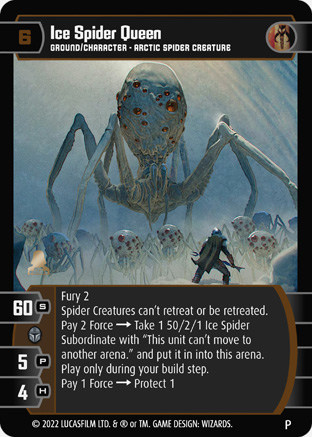 6
Ice Spider Queen
GROUND/CHARACTER - ARCTIC SPIDER CREATURE
60 S
5 P
4 H
Fury 2
Spider Creatures can't retreat or be retreated.
Pay 2 Force → Take 1 50/2/1 Ice Spider
Subordinate with “This unit can't move to
another arena.” and put it in into this arena.
Play only during your build step.
Pay 1 Force → Protect 1
© 2022 LUCASFILM LTD. & ® or TM. GAME DESIGN: WIZARDS.
P